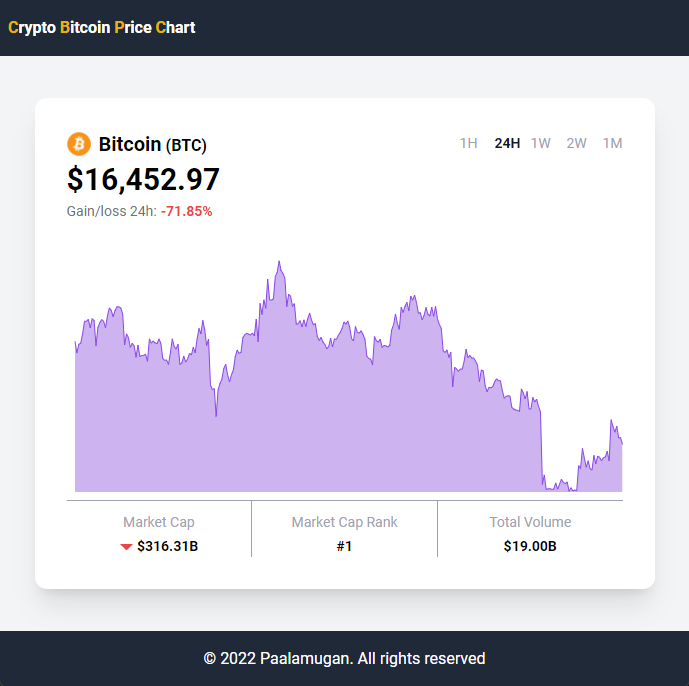 Crypto Bitcoin Price Chart
Bitcoin (BTC)
1H 24H 1W 2W 1M
$16,452.97
Gain/loss 24h: -71.85%
Market Cap Market Cap Rank Total Volume
$316.31B #1 $19.00B
© 2022 Paalamugan. All rights reserved